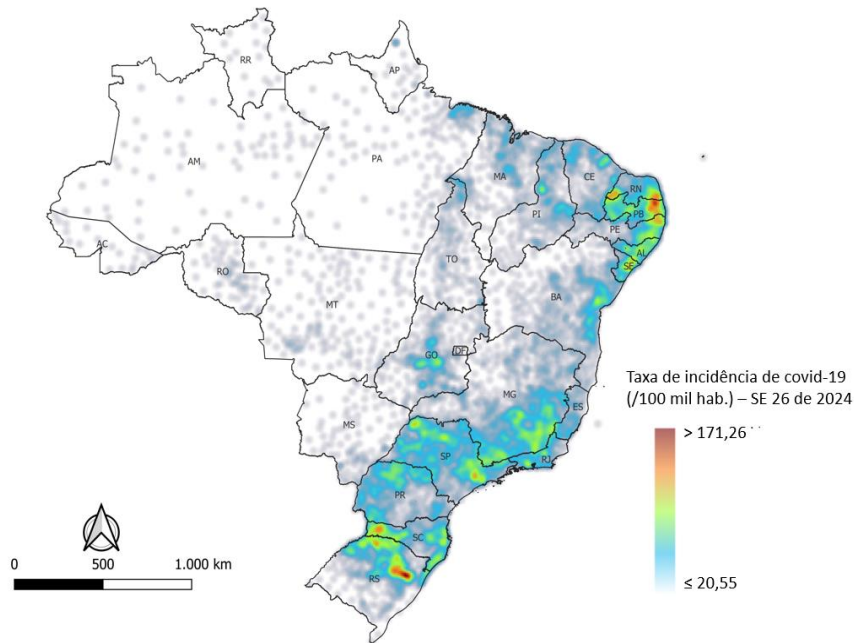 RR
AP
AM
PA
MA
CE
RN
PB
PI
PE
AC
AL
SE
TO
RO
BA
MT
GO
DF
MG
ES
MS
SP
RJ
PR
SC
RS
Taxa de incidência de covid-19
(/100 mil hab.) – SE 26 de 2024
> 171,26
≤ 20,55
0 500 1.000 km